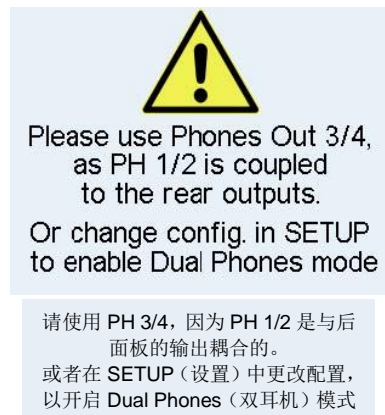 Please use Phones Out 3/4,
as PH 1/2 is coupled
to the rear outputs.
Or change config. in SETUP
to enable Dual Phones mode
请使用 PH 3/4，因为 PH 1/2 是与后
面板的输出耦合的。
或者在 SETUP（设置）中更改配置，
以开启 Dual Phones（双耳机）模式